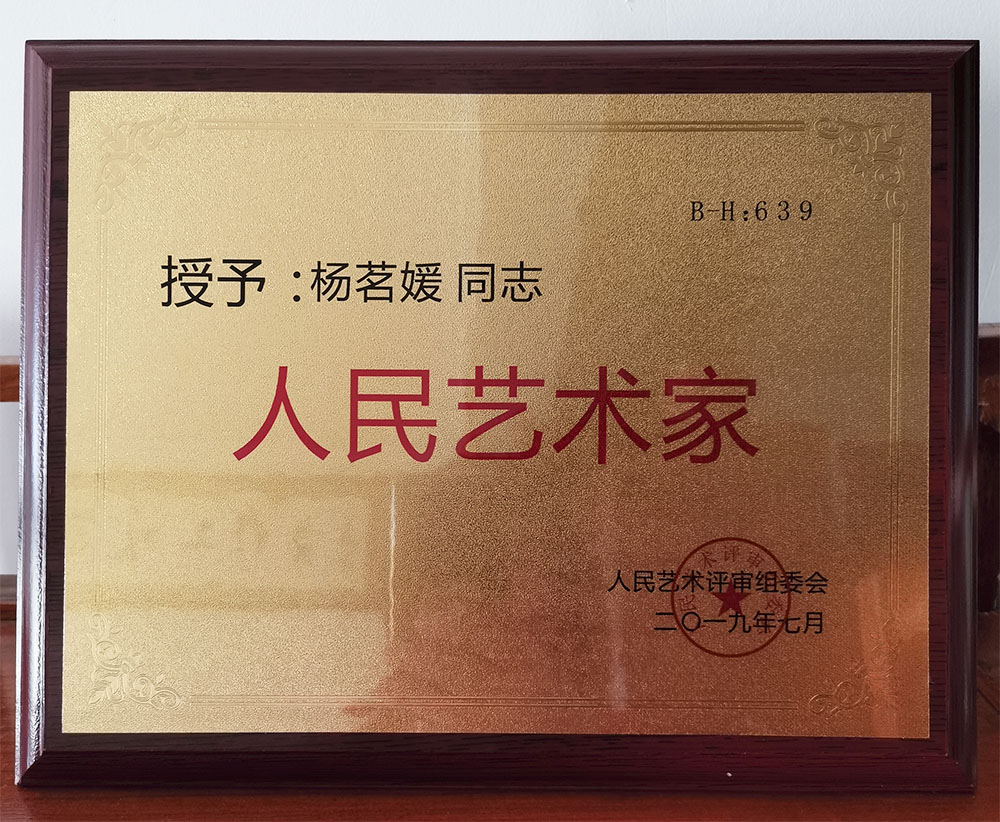 B-H:639
授予：杨茗媛 同志
人民艺术家
人民艺术评审组委会
二〇一九年七月